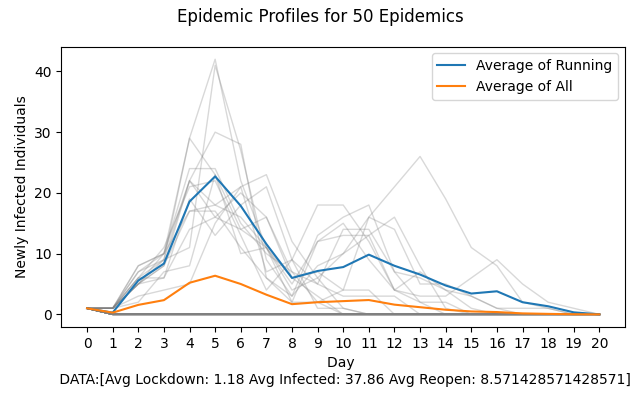 Epidemic Profiles for 50 Epidemics
Newly Infected Individuals
40
30
20
10
0
Average of Running
Average of All
0 1 2 3 4 5 6 7 8 9 10 11 12 13 14 15 16 17 18 19 20
Day
DATA:[Avg Lockdown: 1.18 Avg Infected: 37.86 Avg Reopen: 8.571428571428571]